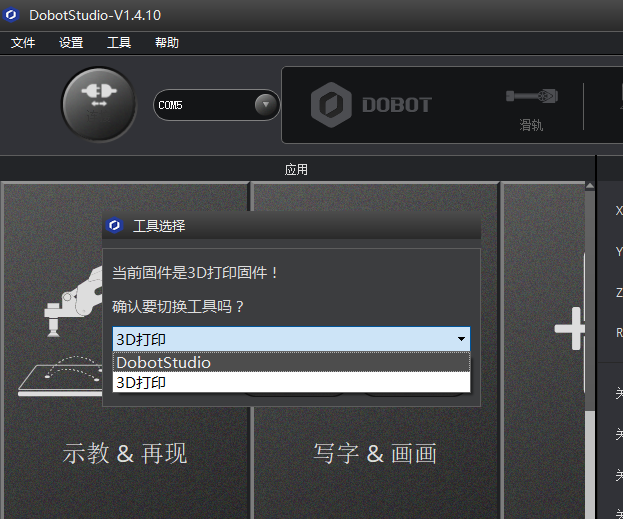 DobotStudio-V1.4.10
文件 设置 工具 帮助
COM5
DOBOT
滑轨
应用
工具选择
当前固件是3D打印固件！
确认要切换工具吗？
3D打印
DobotStudio
3D打印
示教 & 再现
写字 & 画画
X
Y
Z
R